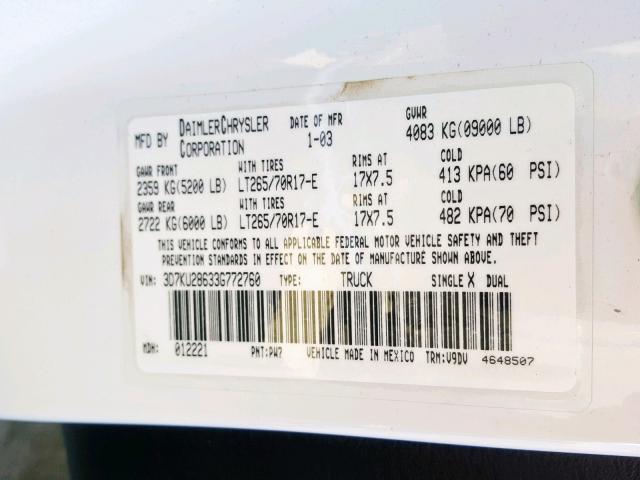 MFD BY DAIMLERCHRYSLER CORPORATION DATE OF MFR 1-03 GVWR 4083 KG(09000 LB)
GAWR FRONT WITH TIRES RIMS AT COLD
2359 KG(5200 LB) LT265/70R17-E 17X7.5 413 KPA(60 PSI)
GAWR REAR WITH TIRES RIMS AT COLD
2722 KG(6000 LB) LT265/70R17-E 17X7.5 482 KPA(70 PSI)
THIS VEHICLE CONFORMS TO ALL APPLICABLE FEDERAL MOTOR VEHICLE SAFETY AND THEFT
PREVENTION STANDARDS IN EFFECT ON THE DATE OF MANUFACTURE SHOWN ABOVE.
VIN: 3D7KU28633G772760 TYPE: TRUCK SINGLE X DUAL
MDH: 012221 PNT:PW7 VEHICLE MADE IN MEXICO TRM:V9DV 4648507